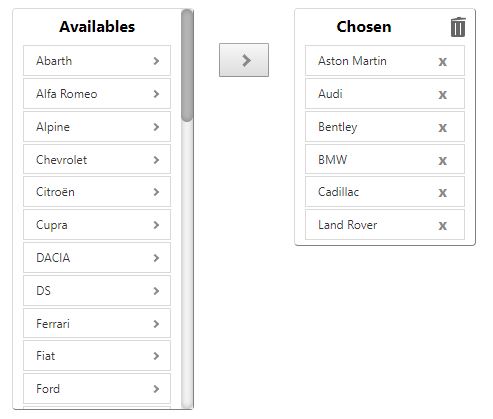 Availables
Abarth
Alfa Romeo
Alpine
Chevrolet
Citroën
Cupra
DACIA
DS
Ferrari
Fiat
Ford
Chosen
Aston Martin x
Audi x
Bentley x
BMW x
Cadillac x
Land Rover x